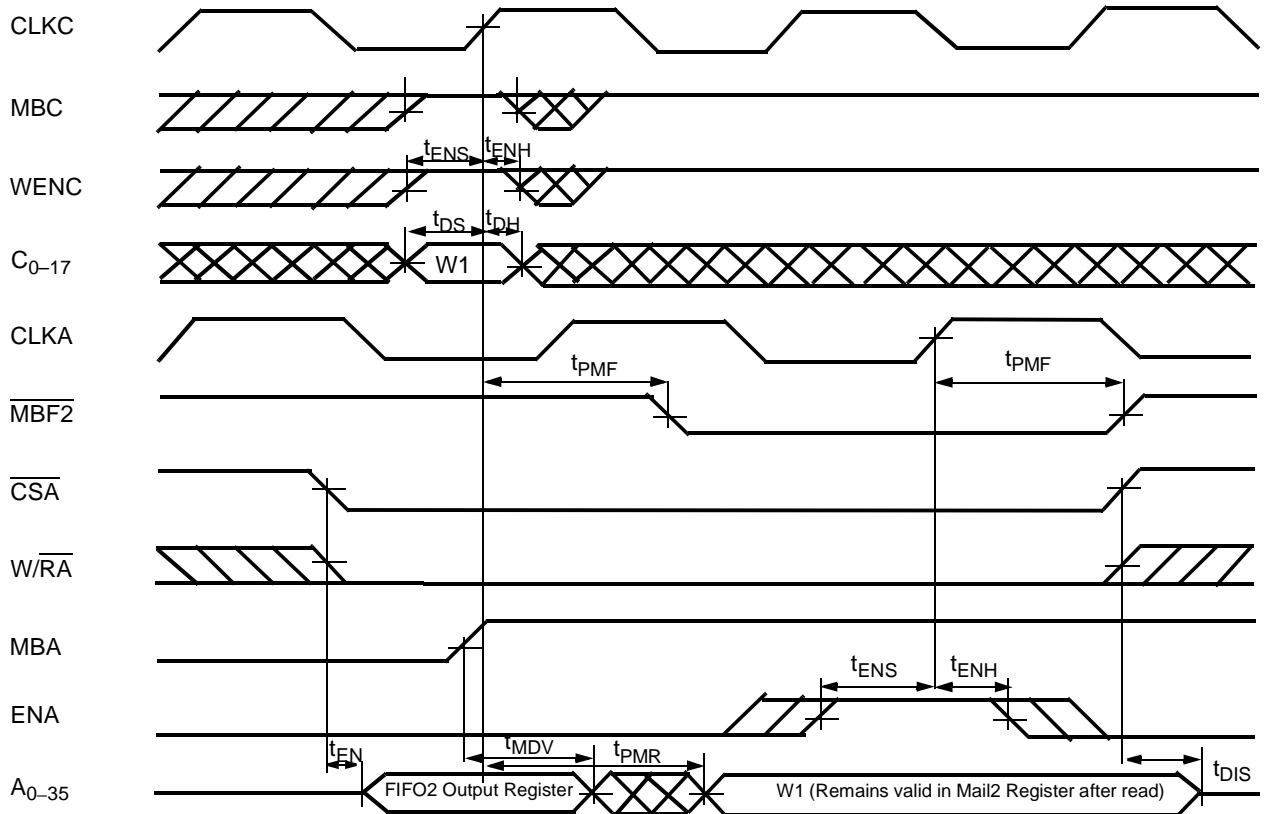 CLKC
MBC
tENS tENH
WENC
tDS tDH
C0–17
W1
CLKA
tPMF tPMF
MBF2
CSA
W/RA
MBA
tENS tENH
ENA
tEN tMDV tPMR tDIS
A0–35
FIFO2 Output Register
W1 (Remains valid in Mail2 Register after read)